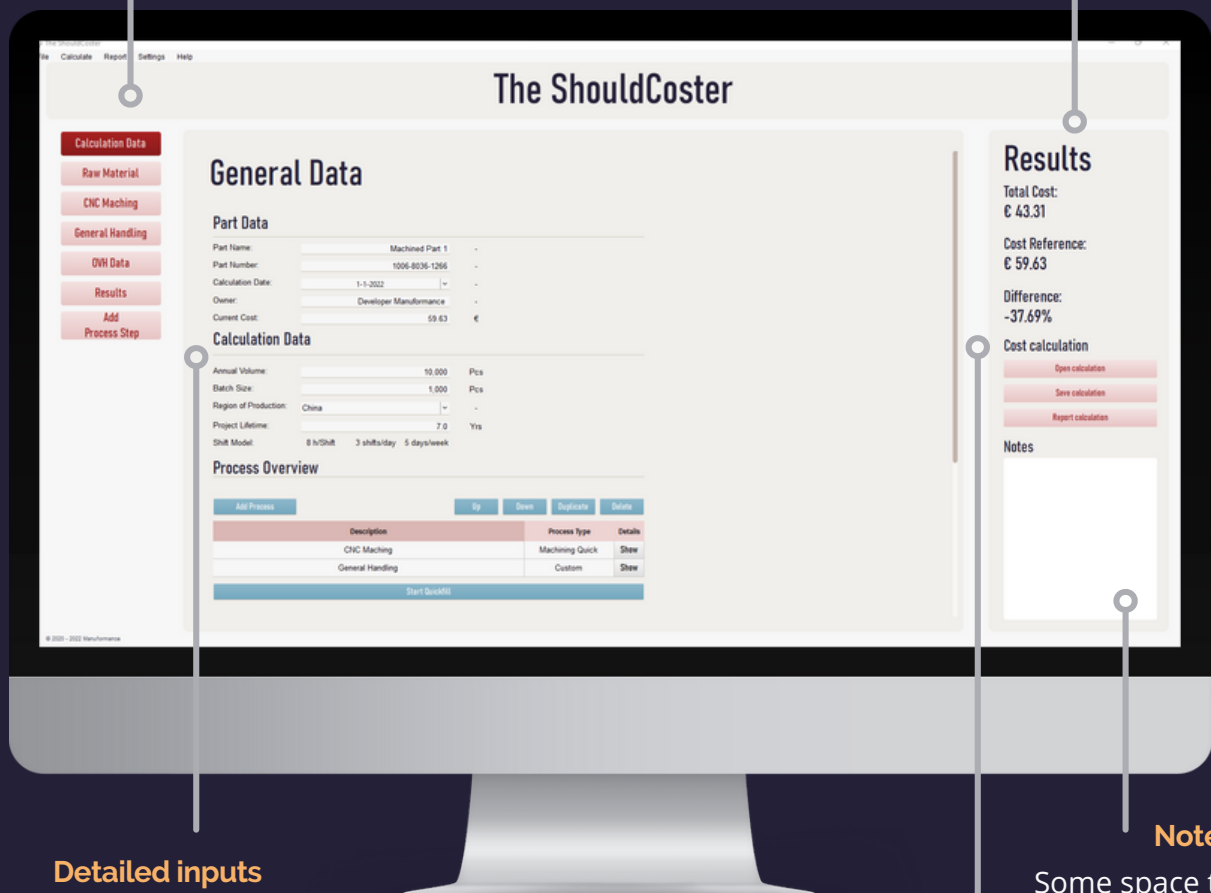 The ShouldCoster
File Calculate Report Settings Help
The ShouldCoster
Calculation Data
Raw Material
CNC Maching
General Handling
OVH Data
Results
Add
Process Step
General Data
Part Data
Part Name: Machined Part 1 -
Part Number: 1006-8036-1266 -
Calculation Date: 1-1-2022 -
Owner: Developer Manuformance -
Current Cost: 59.63 €
Calculation Data
Annual Volume: 10,000 Pcs
Batch Size: 1,000 Pcs
Region of Production: China -
Project Lifetime: 7.0 Yrs
Shift Model: 8 h/Shift 3 shifts/day 5 days/week
Process Overview
Add Process Up Down Duplicate Delete
Description Process Type Details
CNC Maching Machining Quick Show
General Handling Custom Show
Start Quickfill
Results
Total Cost:
€ 43.31
Cost Reference:
€ 59.63
Difference:
-37.69%
Cost calculation
Open calculation
Save calculation
Report calculation
Notes
© 2020 - 2022 Manuformance
Detailed inputs
Note
Some space